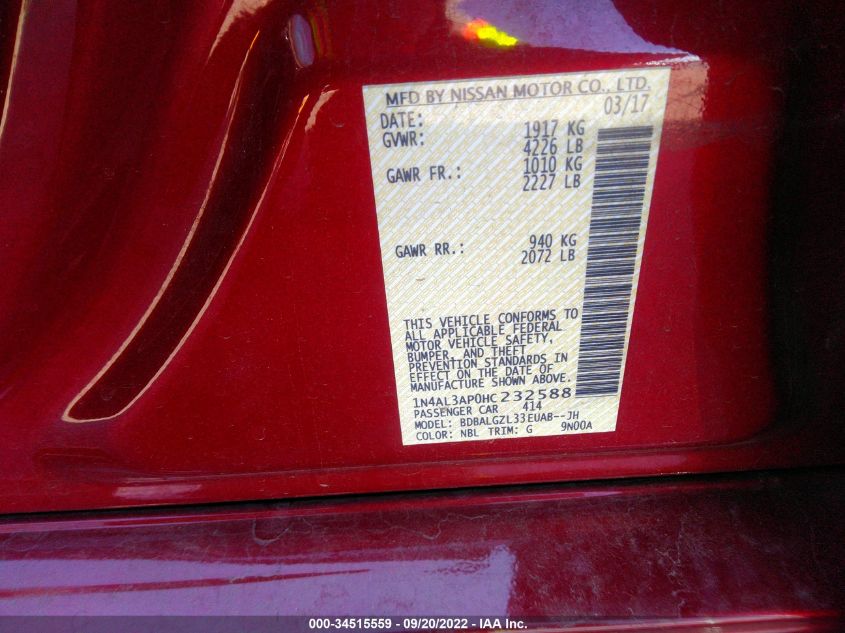 MFD BY NISSAN MOTOR CO., LTD.
DATE: 03/17
GVWR: 1917 KG
4226 LB
GAWR FR.: 1010 KG
2227 LB
GAWR RR.: 940 KG
2072 LB
THIS VEHICLE CONFORMS TO
ALL APPLICABLE FEDERAL
MOTOR VEHICLE SAFETY,
BUMPER, AND THEFT
PREVENTION STANDARDS IN
EFFECT ON THE DATE OF
MANUFACTURE SHOWN ABOVE.
1N4AL3AP0HC232588
PASSENGER CAR 414
MODEL: BDBALGZL33EUAB--JH
COLOR: NBL TRIM: G 9N00A
000-34515559 - 09/20/2022 - IAA Inc.